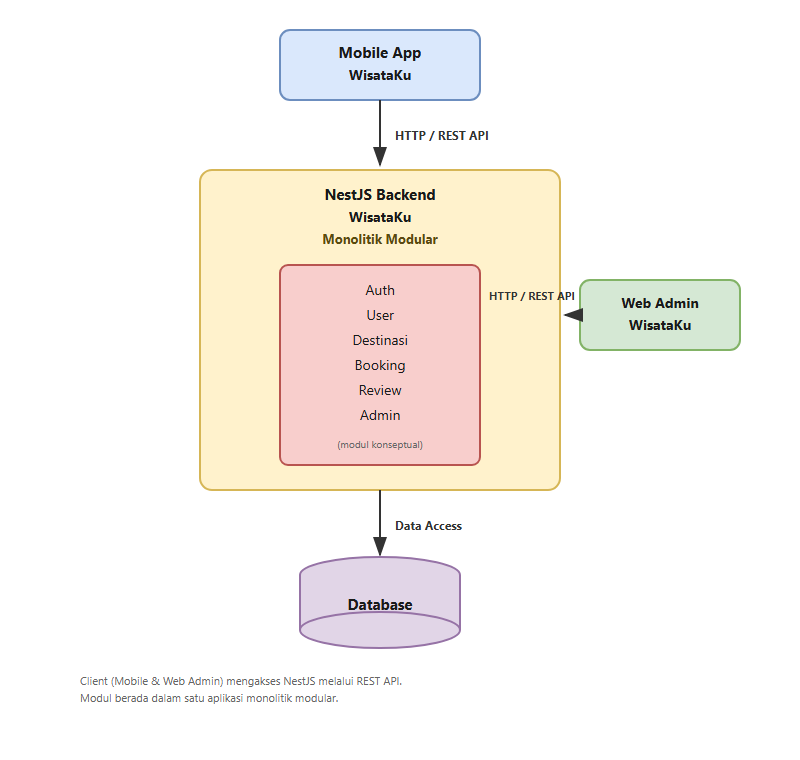 Mobile App
WisataKu
HTTP / REST API
NestJS Backend
WisataKu
Monolitik Modular
Auth
User
Destinasi
Booking
Review
Admin
(modul konseptual)
HTTP / REST API
Web Admin
WisataKu
Data Access
Database
Client (Mobile & Web Admin) mengakses NestJS melalui REST API.
Modul berada dalam satu aplikasi monolitik modular.